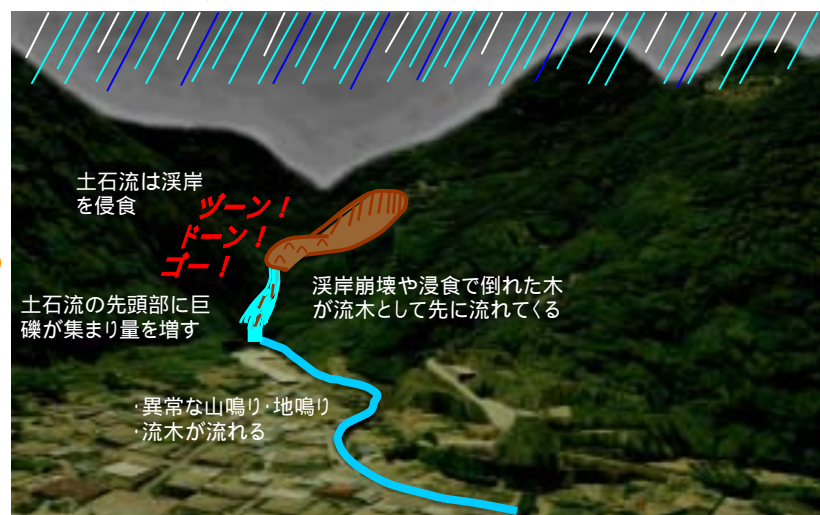 土石流は渓岸
を侵食
ヅーン！
ドーン！
ゴー！
渓岸崩壊や浸食で倒れた木
が流木として先に流れてくる
土石流の先頭部に巨
礫が集まり量を増す
･異常な山鳴り･地鳴り
･流木が流れる